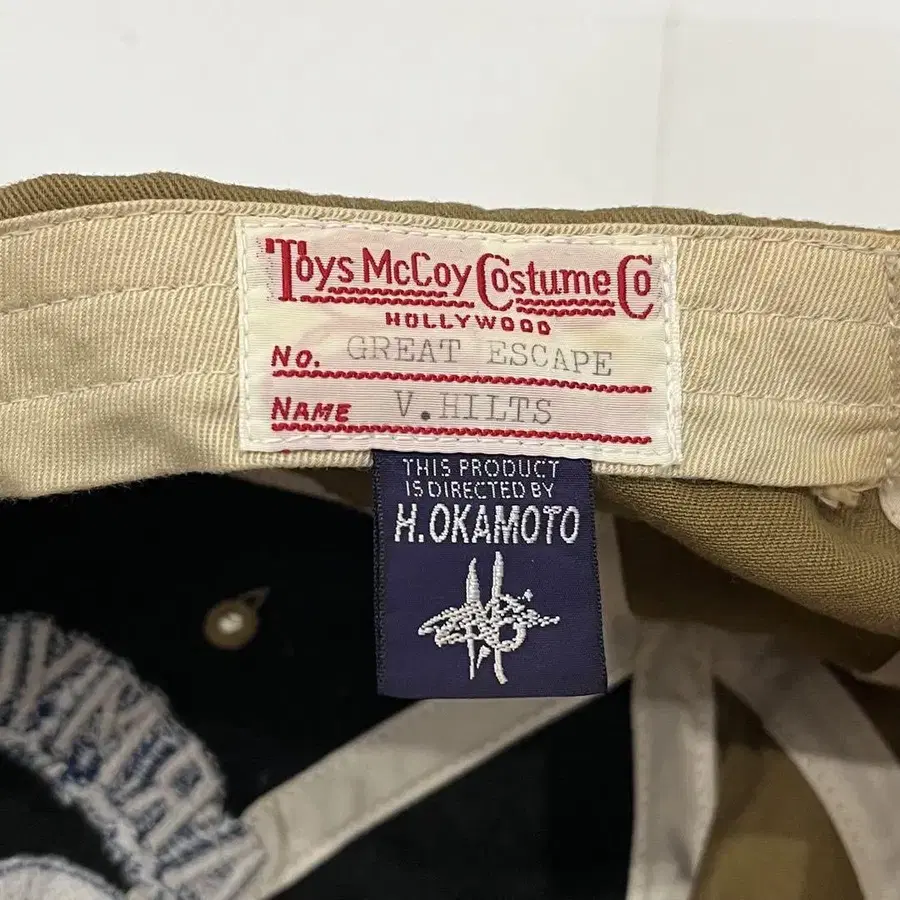 Toys McCoy Costume Co
HOLLYWOOD
No. GREAT ESCAPE
NAME V.HILTS
THIS PRODUCT
IS DIRECTED BY
H.OKAMOTO